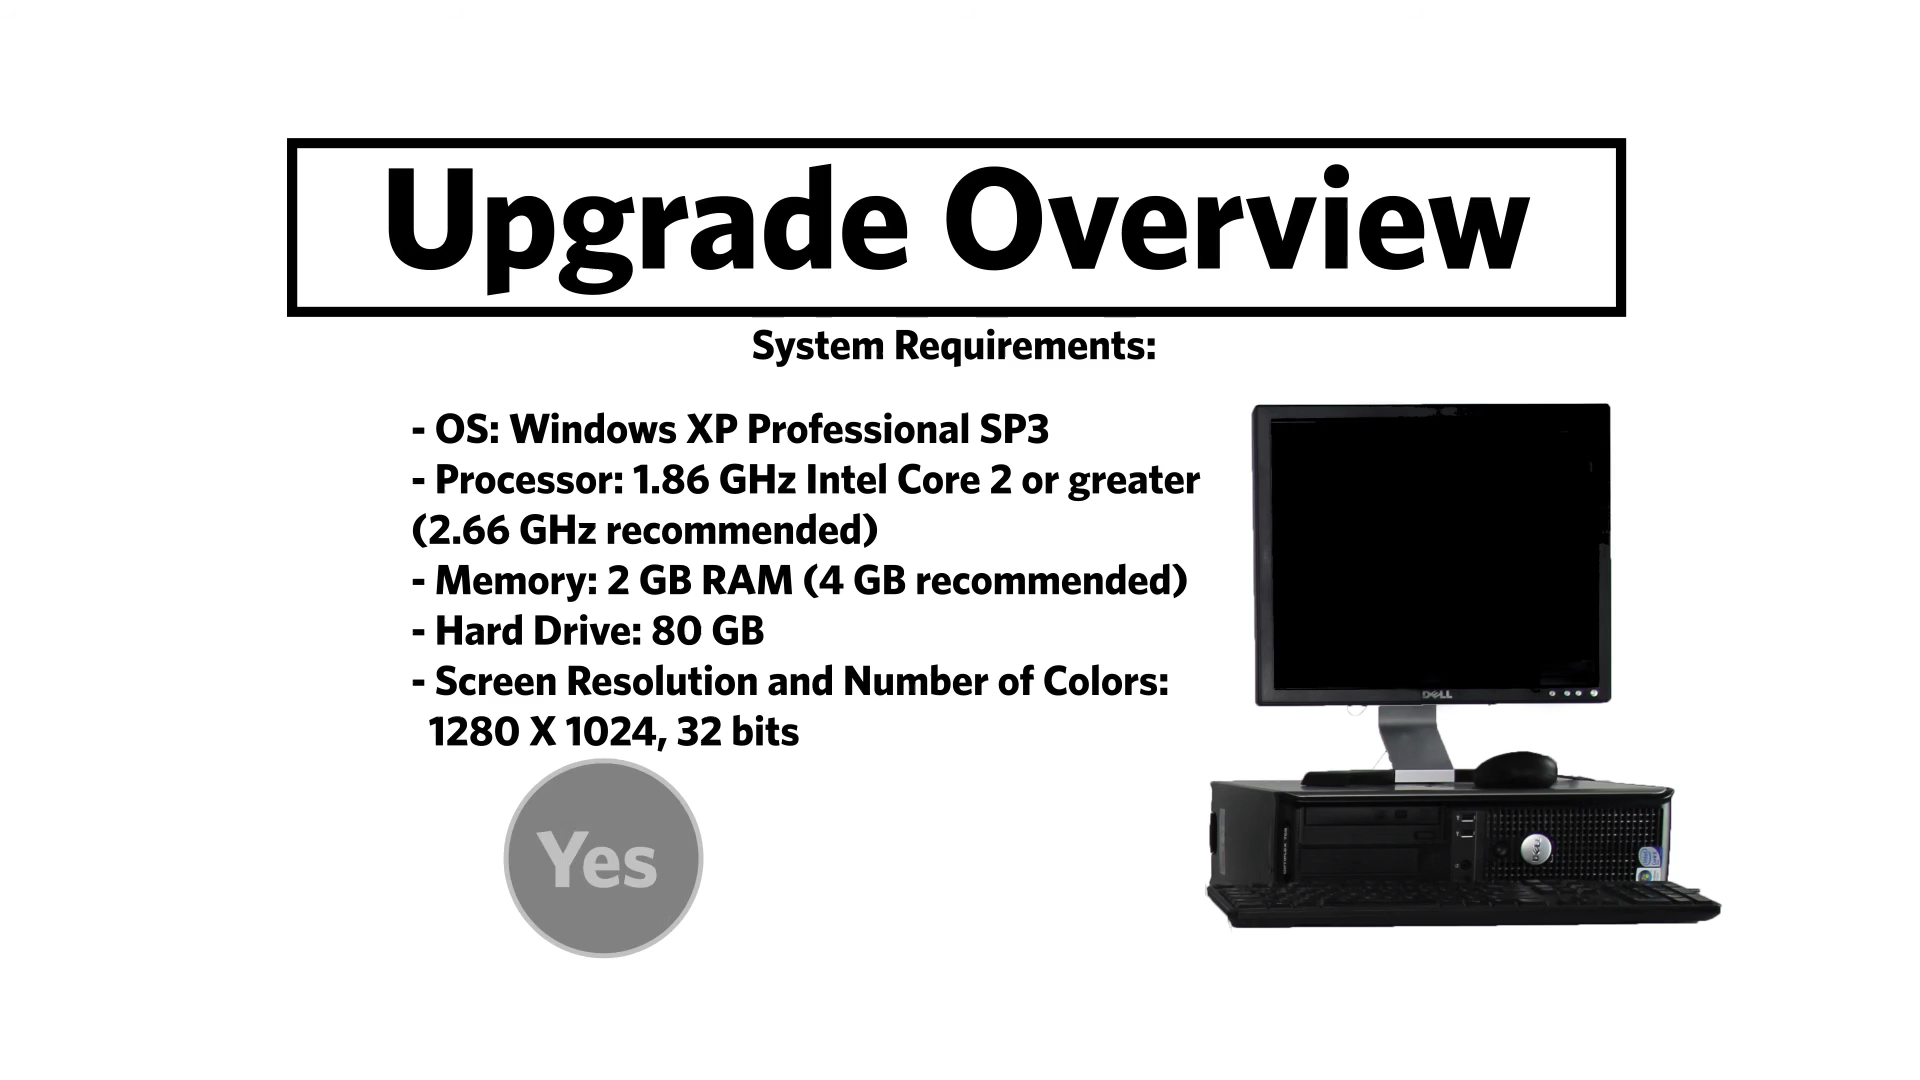 Upgrade Overview
System Requirements:
- OS: Windows XP Professional SP3
- Processor: 1.86 GHz Intel Core 2 or greater
(2.66 GHz recommended)
- Memory: 2 GB RAM (4 GB recommended)
- Hard Drive: 80 GB
- Screen Resolution and Number of Colors:
1280 X 1024, 32 bits
DELL
DELL
Yes